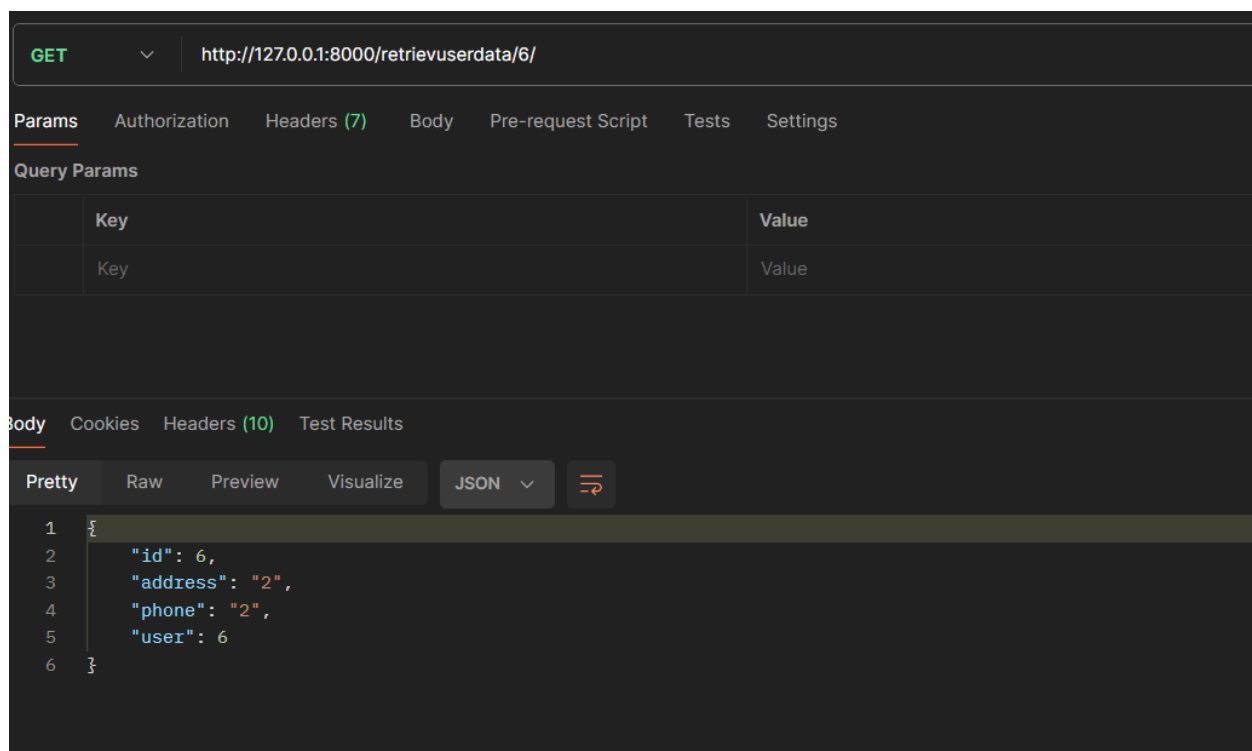 GET http://127.0.0.1:8000/retrievuserdata/6/
Params Authorization Headers (7) Body Pre-request Script Tests Settings
Query Params
Key Value
Key Value
Body Cookies Headers (10) Test Results
Pretty Raw Preview Visualize JSON
1 {
2 "id": 6,
3 "address": "2",
4 "phone": "2",
5 "user": 6
6 }